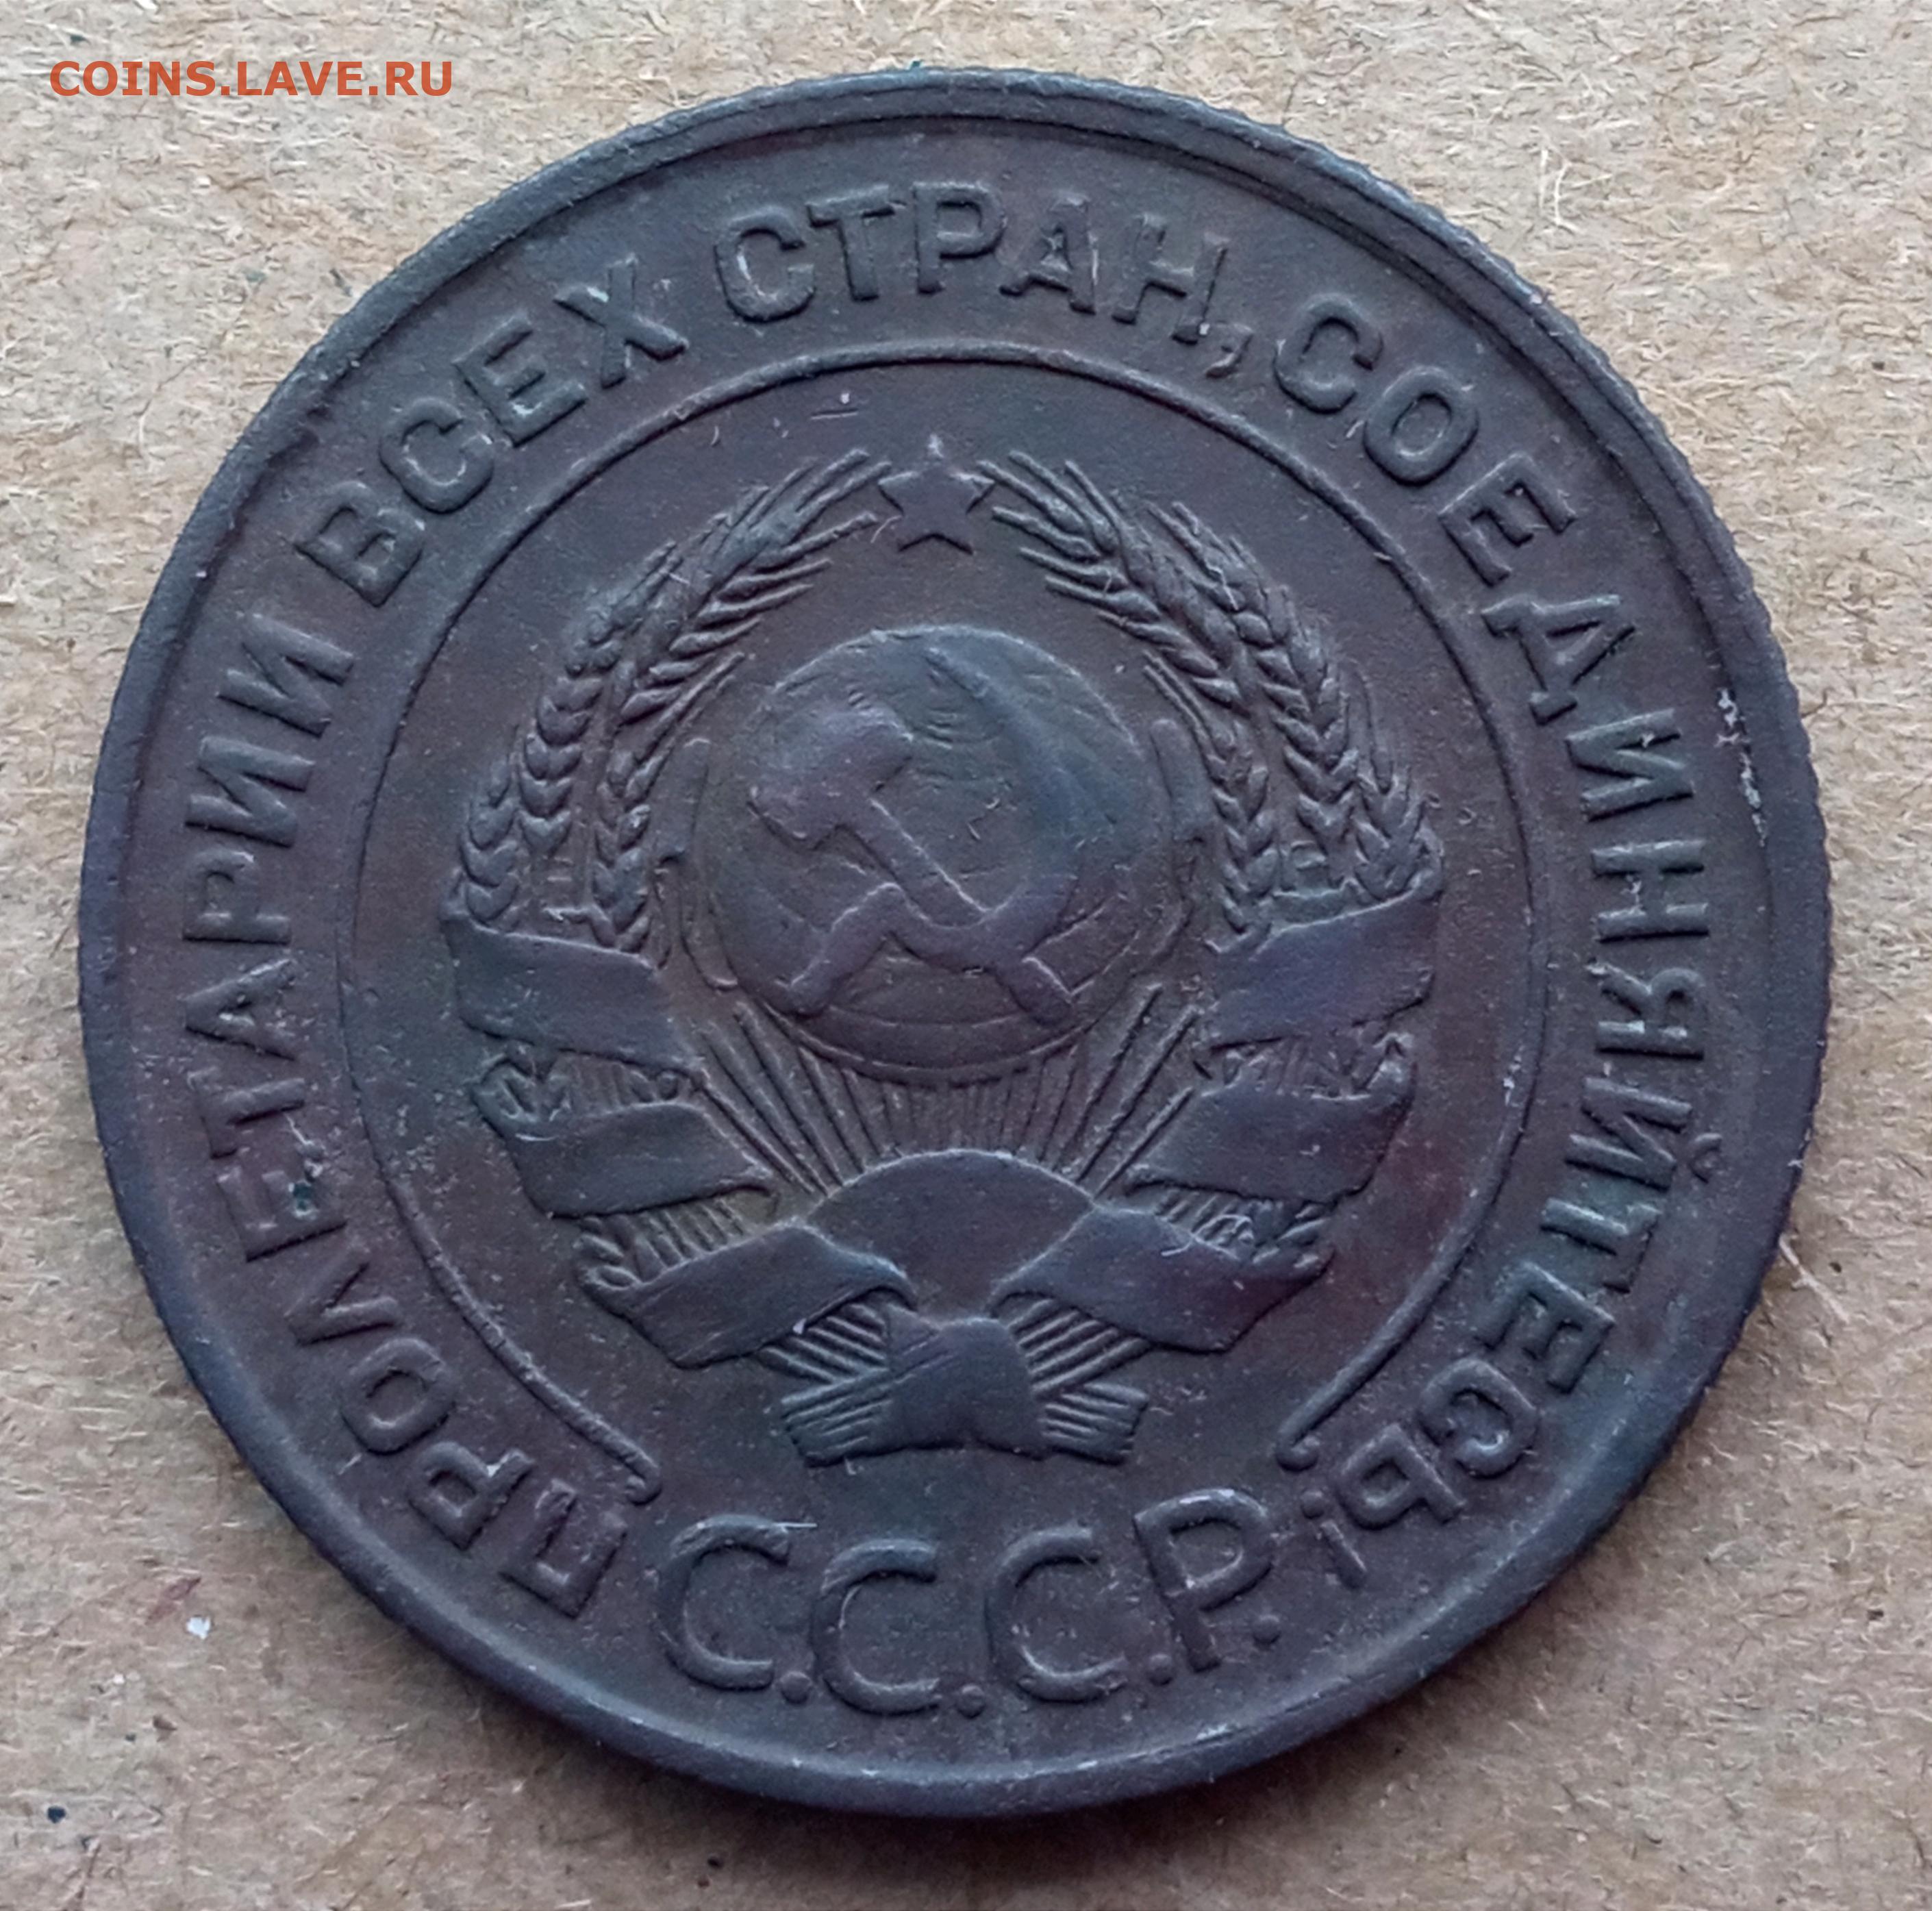 COINS.LAVE.RU
ПРОЛЕТАРИИ ВСЕХ СТРАН, СОЕДИНЯЙТЕСЬ!
С.С.С.Р.